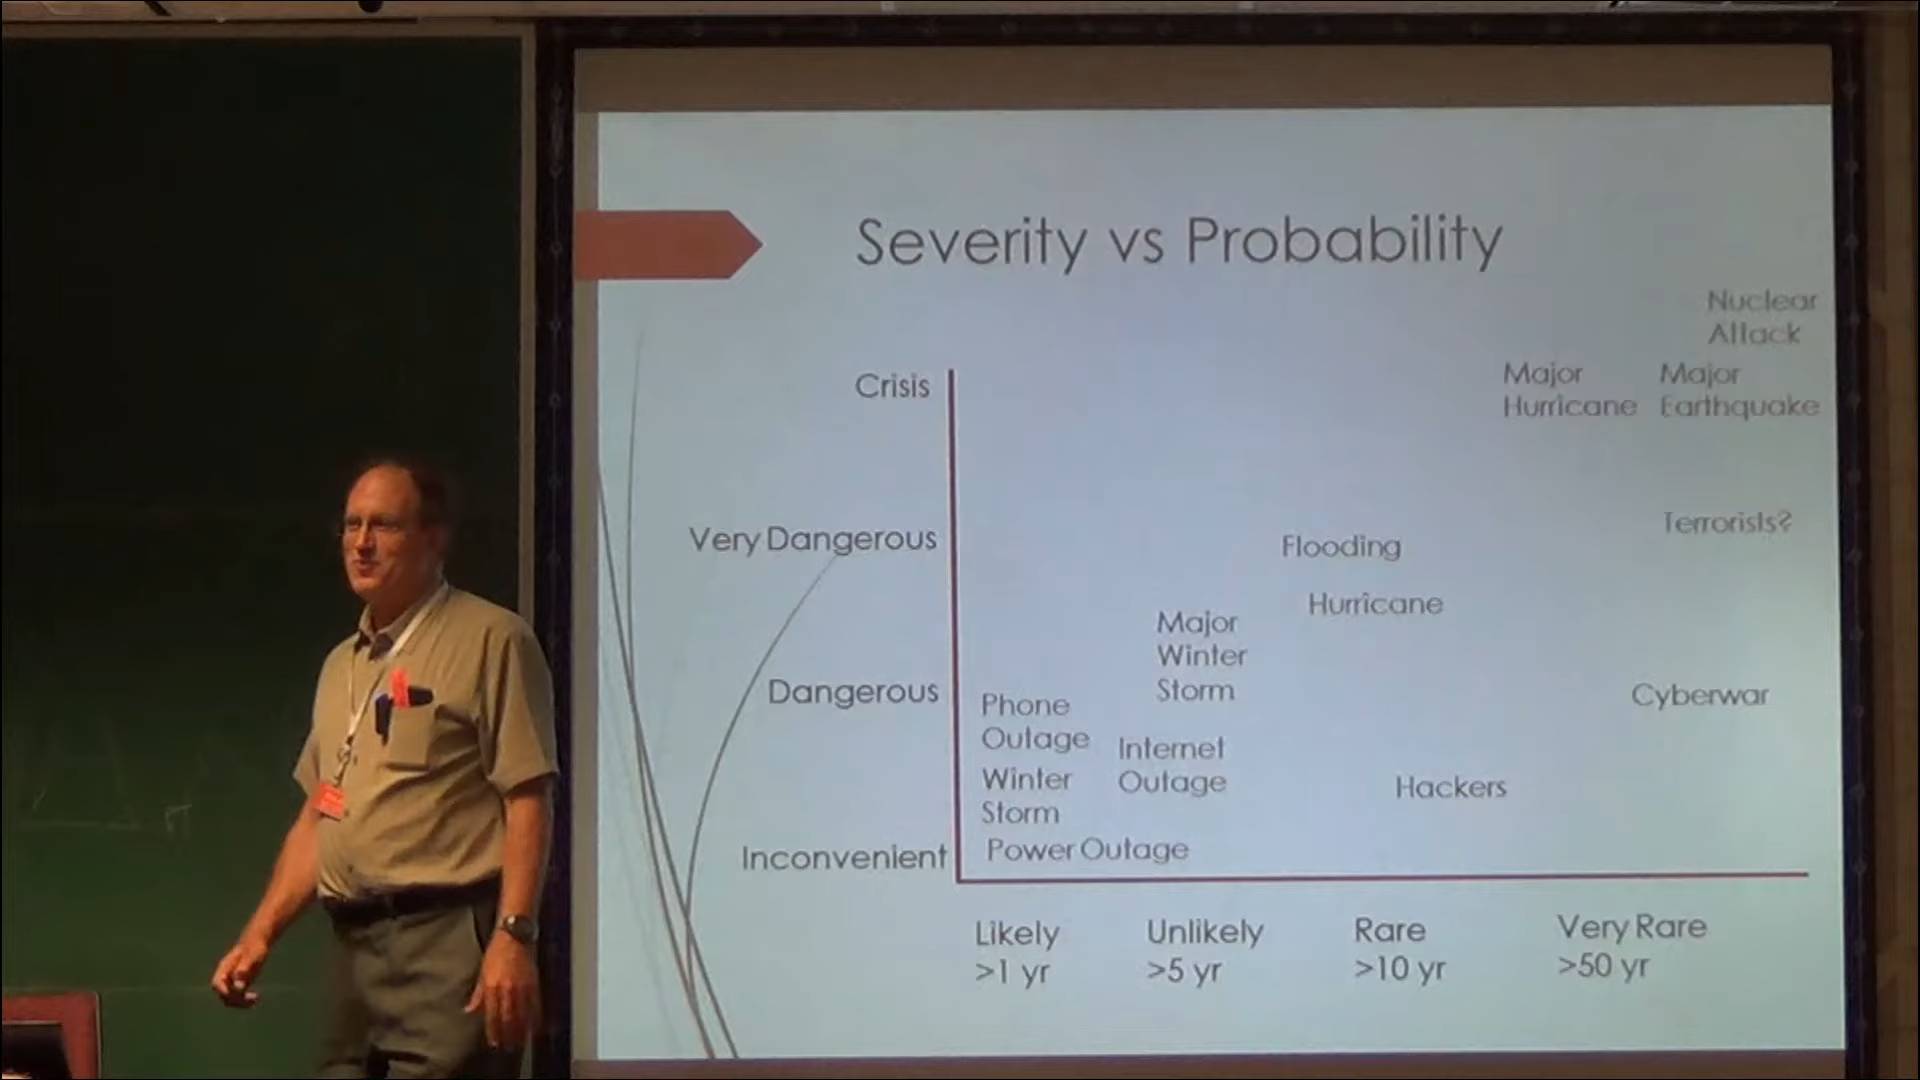 Severity vs Probability
Nuclear
Attack
Crisis
Major
Hurricane
Major
Earthquake
Very Dangerous
Terrorists?
Flooding
Hurricane
Major
Winter
Storm
Dangerous
Cyberwar
Phone
Outage
Internet
Outage
Winter
Storm
Hackers
Inconvenient
Power Outage
Likely
>1 yr
Unlikely
>5 yr
Rare
>10 yr
Very Rare
>50 yr